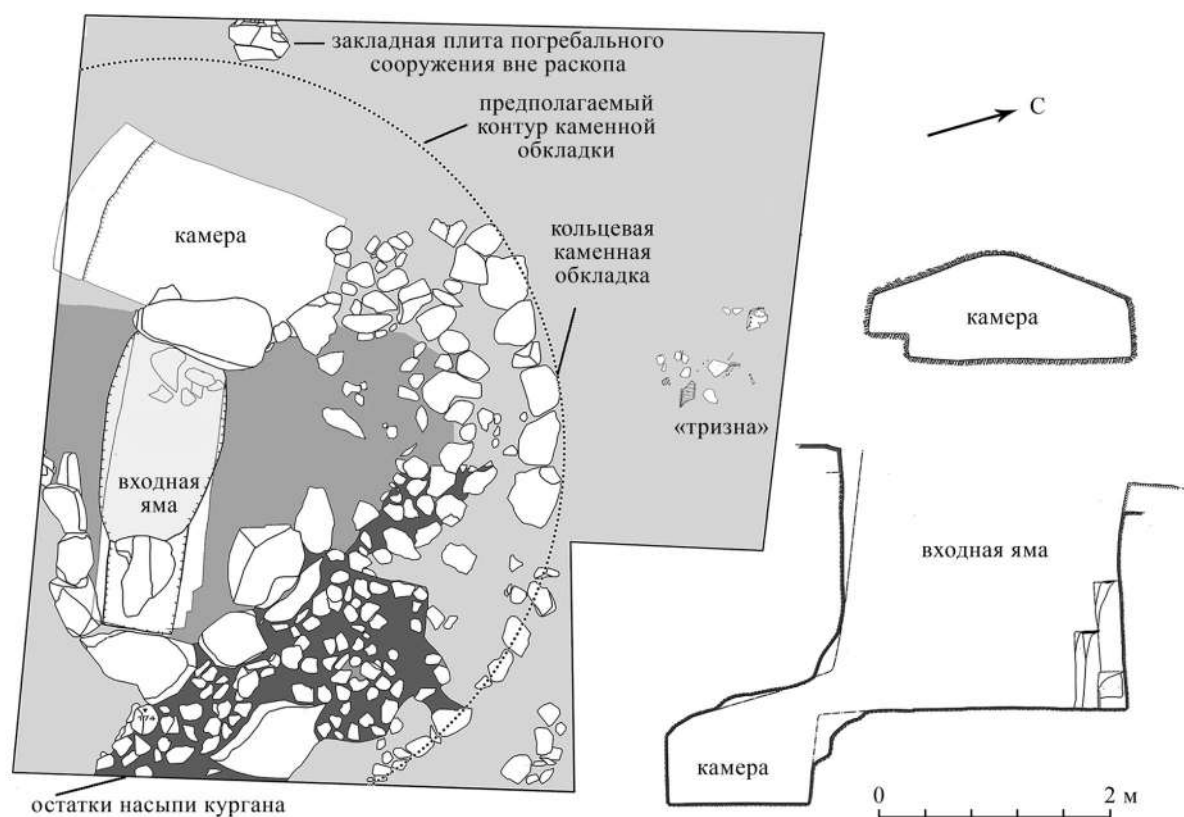 закладная плита погребального
сооружения вне раскопа
предполагаемый
контур каменной
обкладки
С
камера
кольцевая
каменная
обкладка
камера
«тризна»
входная
яма
входная яма
камера
0
2 м
остатки насыпи кургана